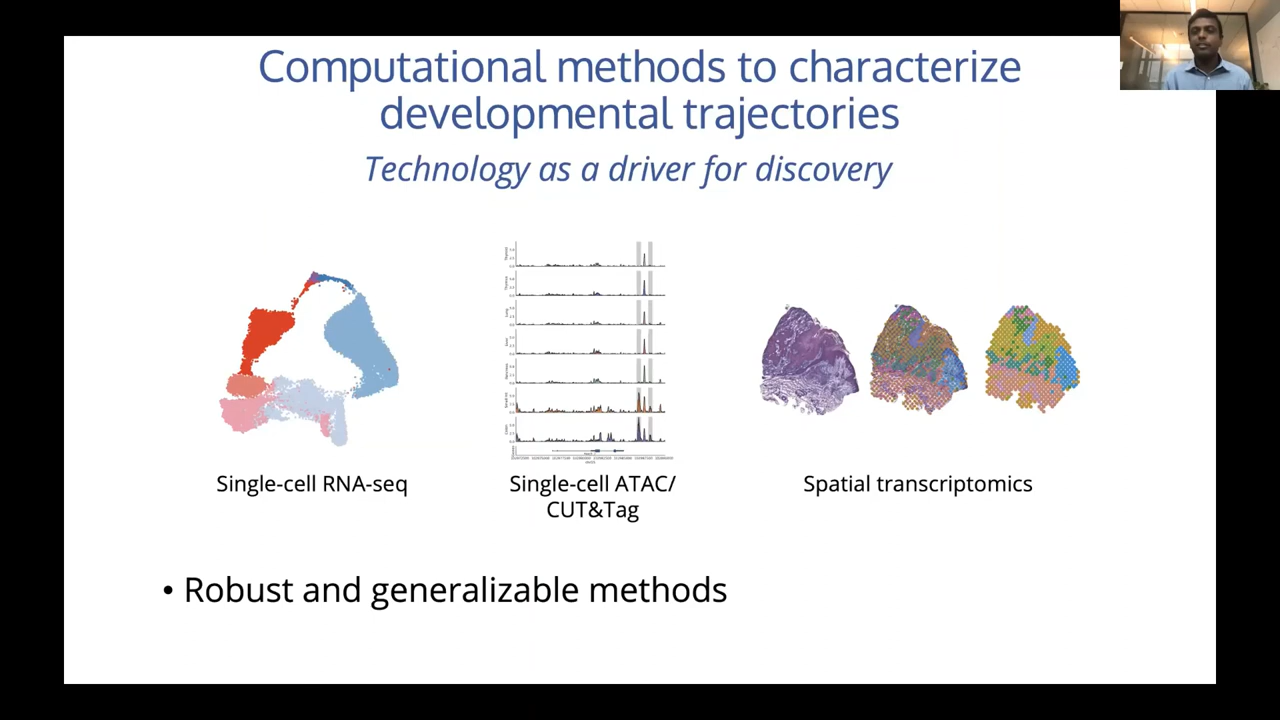 Computational methods to characterize
developmental trajectories
Technology as a driver for discovery
Single-cell RNA-seq
Single-cell ATAC/
CUT&Tag
Spatial transcriptomics
• Robust and generalizable methods